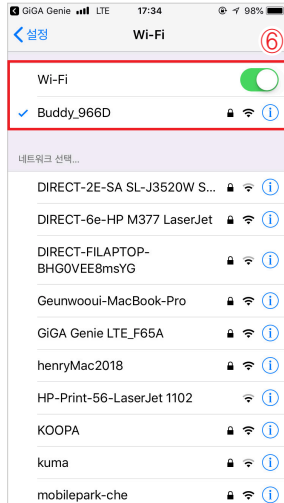 GiGA Genie LTE 17:34 98%
설정 Wi-Fi
⑥
Wi-Fi
Buddy_966D
네트워크 선택...
DIRECT-2E-SA SL-J3520W S...
DIRECT-6e-HP M377 LaserJet
DIRECT-FILAPTOP-
BHG0VEE8msYG
Geunwooui-MacBook-Pro
GiGA Genie LTE_F65A
henryMac2018
HP-Print-56-LaserJet 1102
KOOPA
kuma
mobilepark-che